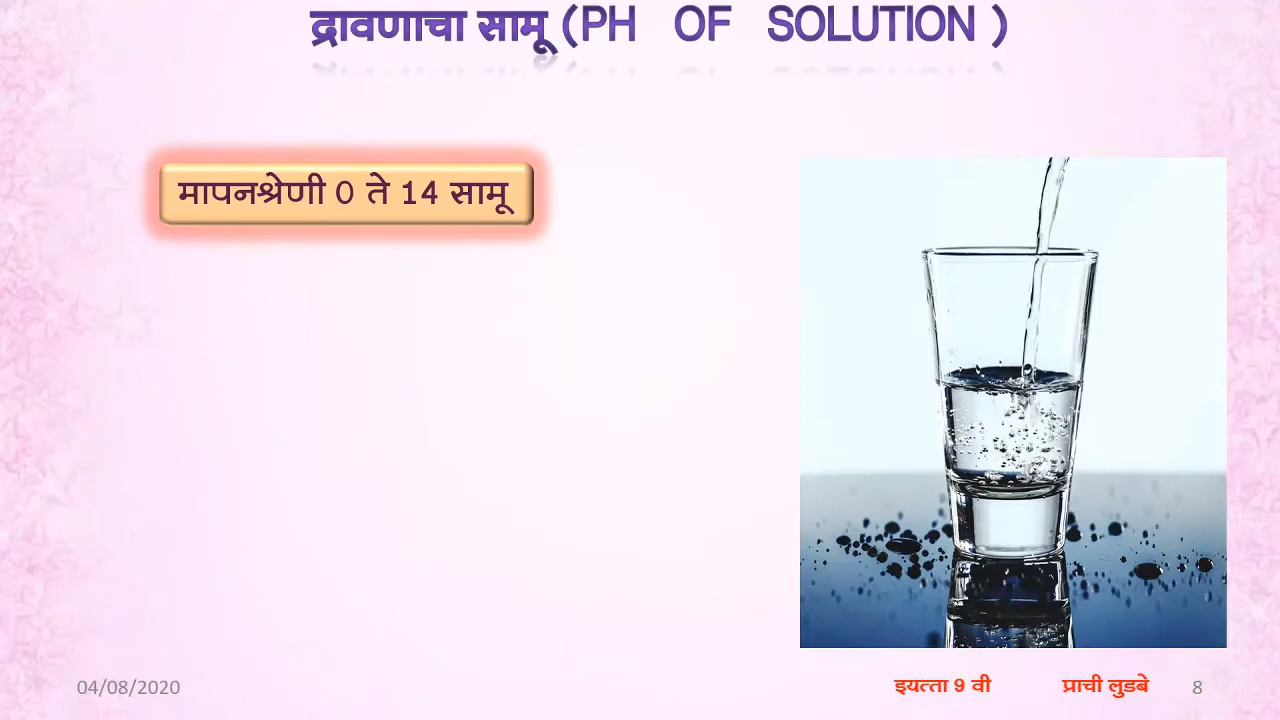 द्रावणाचा सामू (PH OF SOLUTION )
मापनश्रेणी 0 ते 14 सामू
04/08/2020 इयत्ता 9 वी प्राची लुडबे 8